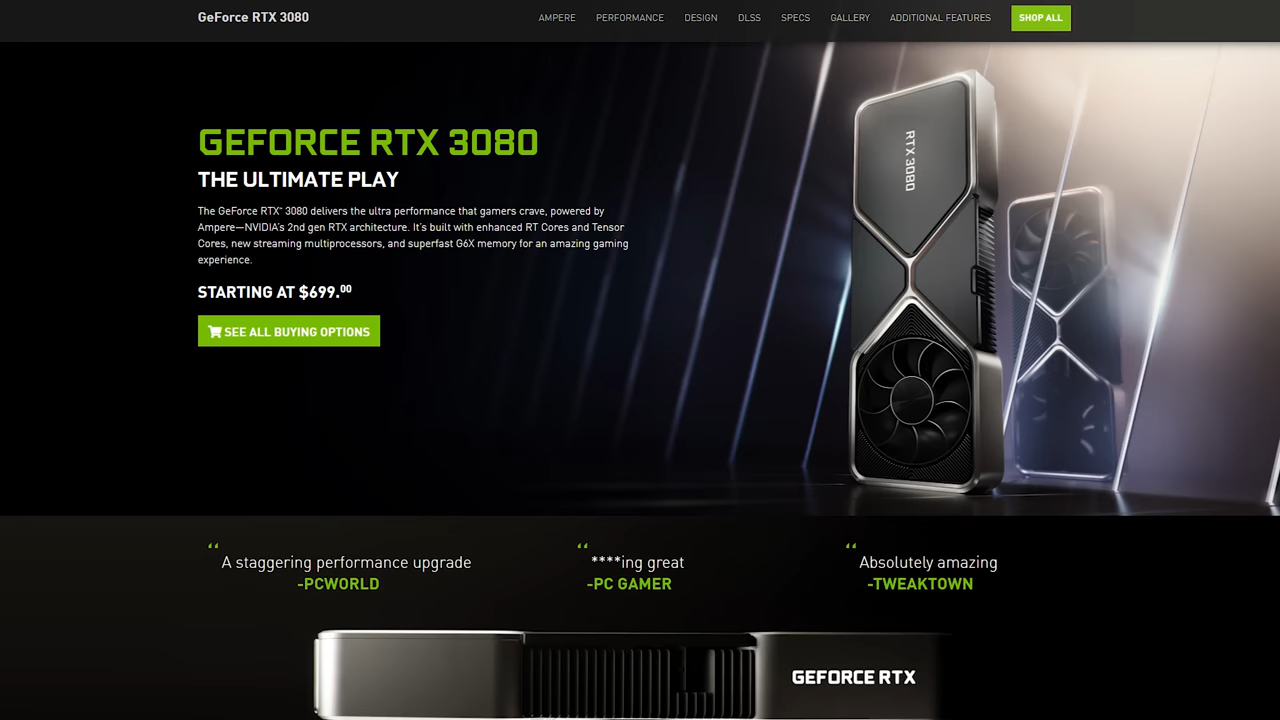 GeForce RTX 3080
AMPERE
PERFORMANCE
DESIGN
DLSS
SPECS
GALLERY
ADDITIONAL FEATURES
SHOP ALL
GEFORCE RTX 3080
THE ULTIMATE PLAY
The GeForce RTX™ 3080 delivers the ultra performance that gamers crave, powered by
Ampere—NVIDIA's 2nd gen RTX architecture. It's built with enhanced RT Cores and Tensor
Cores, new streaming multiprocessors, and superfast G6X memory for an amazing gaming
experience.
STARTING AT $699.00
SEE ALL BUYING OPTIONS
RTX 3080
“A staggering performance upgrade
-PCWORLD
“****ing great
-PC GAMER
“Absolutely amazing
-TWEAKTOWN
GEFORCE RTX